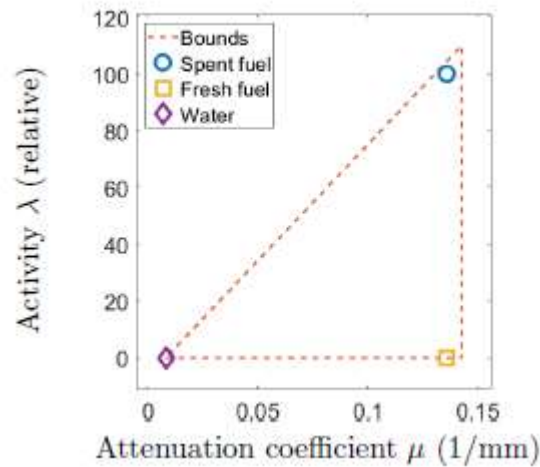 120
100
80
60
40
20
0
Activity λ (relative)
Bounds
Spent fuel
Fresh fuel
Water
0 0.05 0.1 0.15
Attenuation coefficient μ (1/mm)